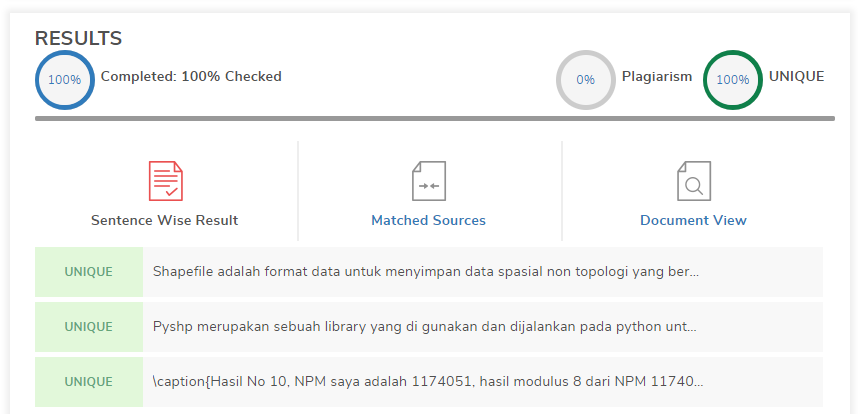 RESULTS
100% Completed: 100% Checked 0% Plagiarism 100% UNIQUE
Sentence Wise Result Matched Sources Document View
UNIQUE Shapefile adalah format data untuk menyimpan data spasial non topologi yang ber...
UNIQUE Pyshp merupakan sebuah library yang di gunakan dan dijalankan pada python unt...
UNIQUE \caption{Hasil No 10, NPM saya adalah 1174051, hasil modulus 8 dari NPM 11740...